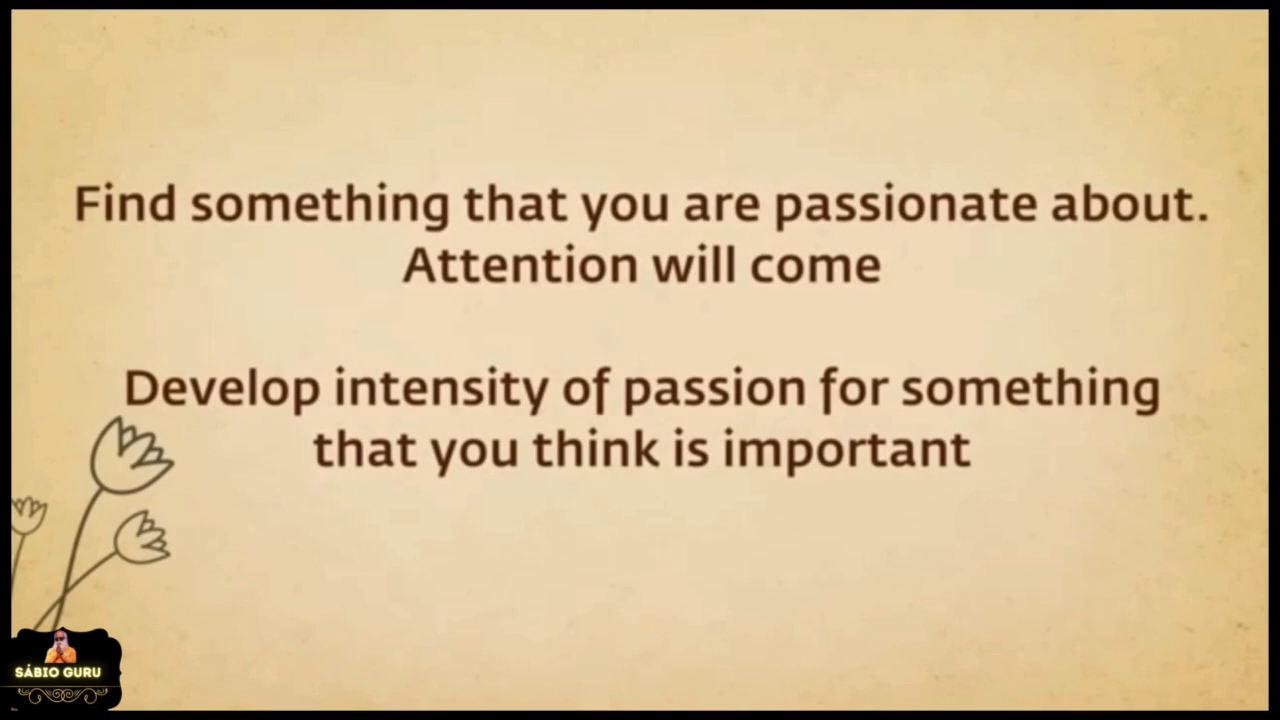 Find something that you are passionate about.
Attention will come
Develop intensity of passion for something
that you think is important
SÁBIO GURU